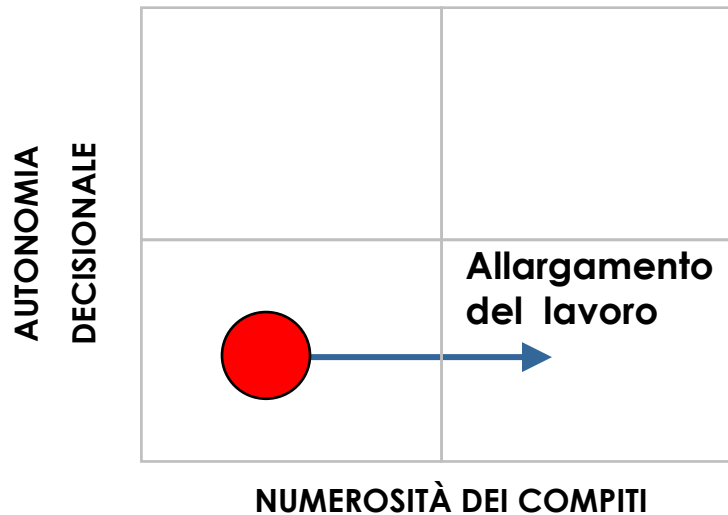 AUTONOMIA
DECISIONALE
Allargamento
del lavoro
NUMEROSITÀ DEI COMPITI